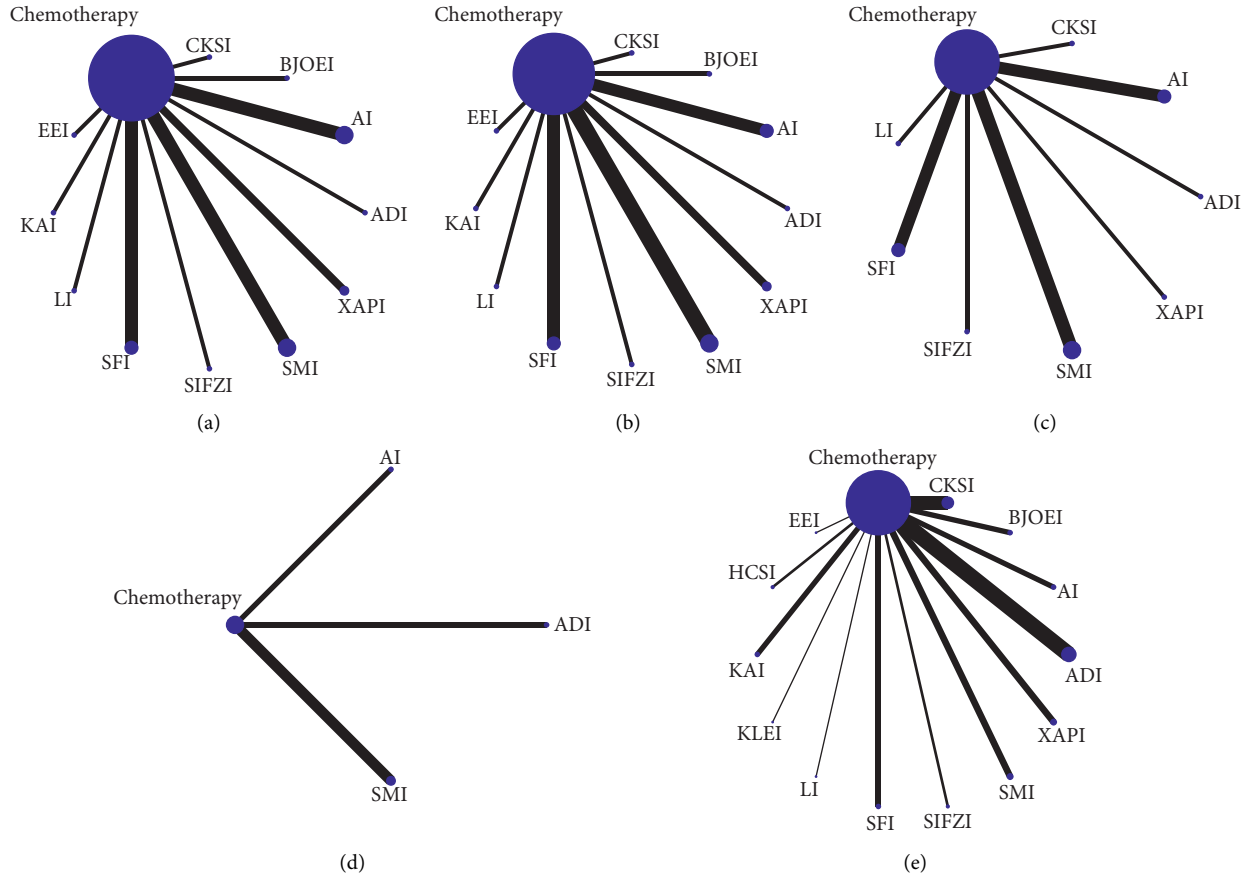 Chemotherapy
CKSI
BJOEI
AI
EEI
ADI
KAI
LI
XAPI
SFI
SMI
SIFZI
(a)
Chemotherapy
CKSI
BJOEI
EEI
AI
KAI
ADI
LI
XAPI
SFI
SMI
SIFZI
(b)
Chemotherapy
CKSI
AI
LI
ADI
SFI
XAPI
SIFZI
SMI
(c)
AI
Chemotherapy
ADI
SMI
(d)
Chemotherapy
CKSI
EEI
BJOEI
HCSI
AI
KAI
ADI
KLEI
XAPI
LI
SMI
SFI
SIFZI
(e)